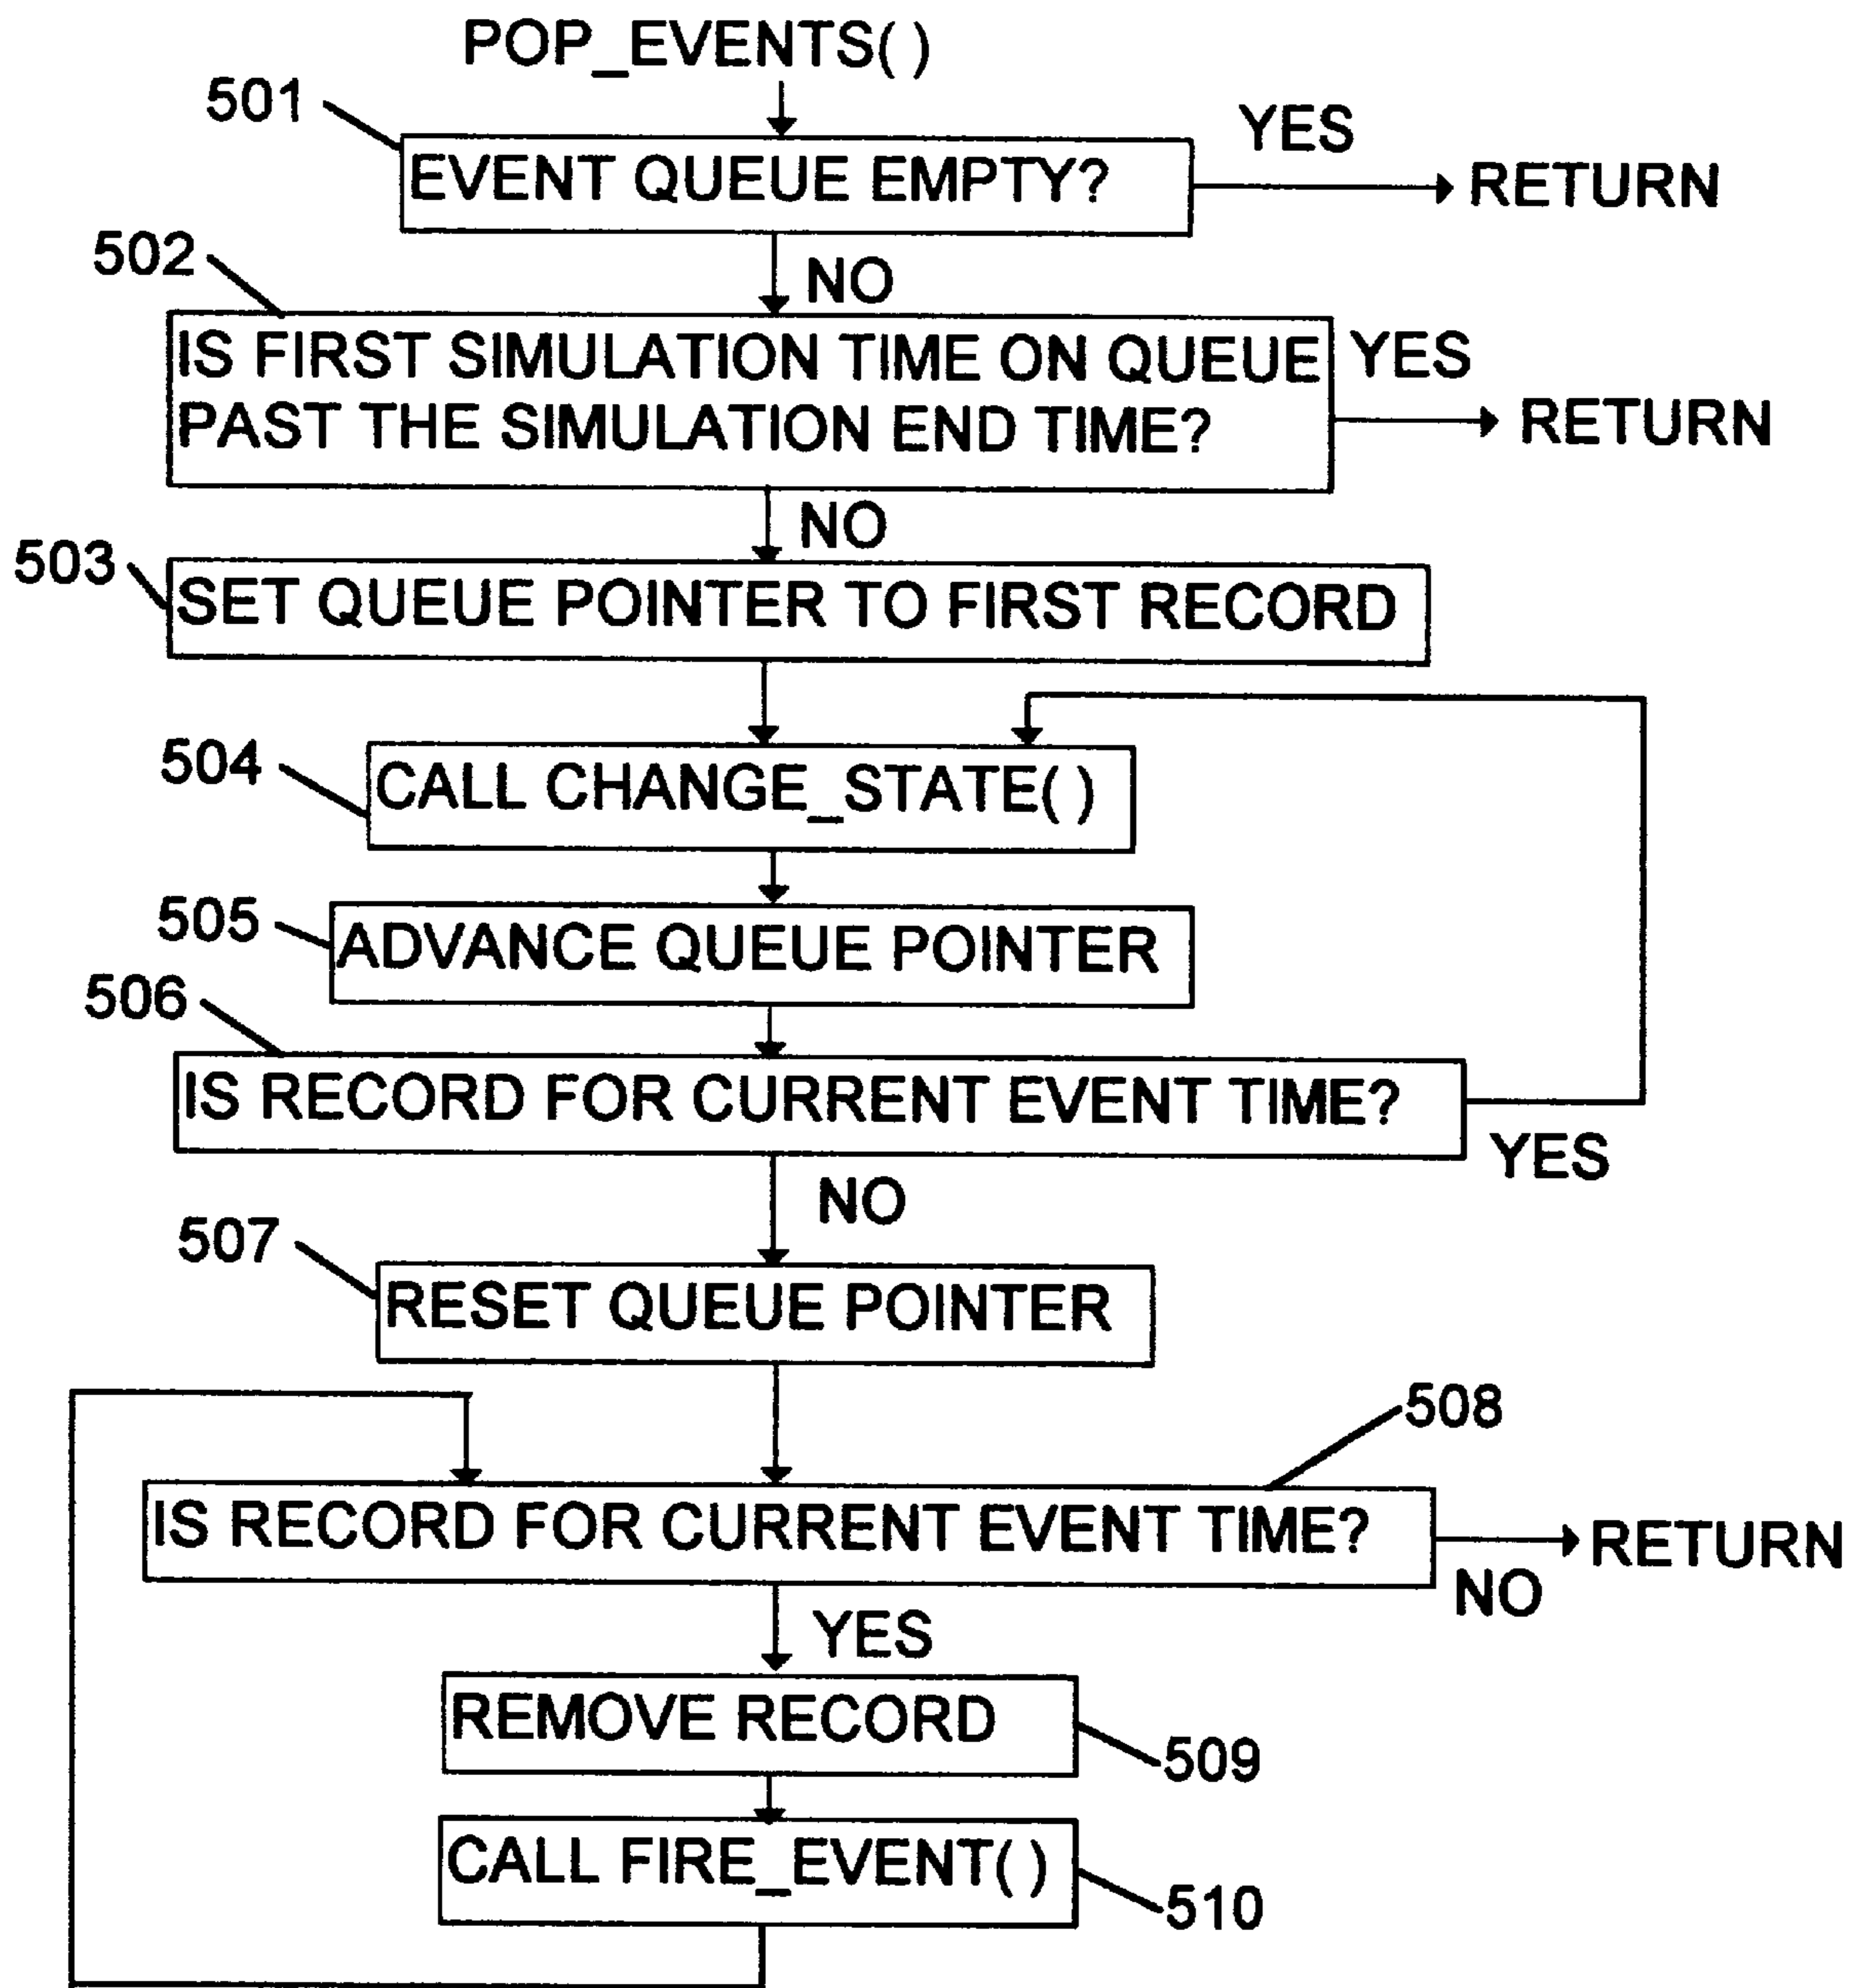 POP_EVENTS( )
501
EVENT QUEUE EMPTY?
YES
RETURN
502
NO
IS FIRST SIMULATION TIME ON QUEUE
PAST THE SIMULATION END TIME?
YES
RETURN
NO
503
SET QUEUE POINTER TO FIRST RECORD
504
CALL CHANGE_STATE( )
505
ADVANCE QUEUE POINTER
506
IS RECORD FOR CURRENT EVENT TIME?
YES
NO
507
RESET QUEUE POINTER
508
IS RECORD FOR CURRENT EVENT TIME?
RETURN
NO
YES
REMOVE RECORD
509
CALL FIRE_EVENT( )
510